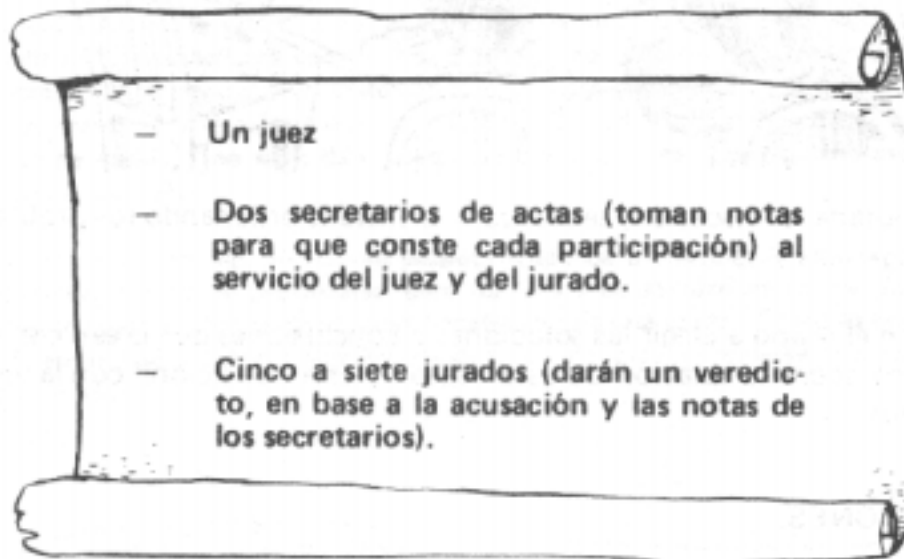 – Un juez
– Dos secretarios de actas (toman notas
para que conste cada participación) al
servicio del juez y del jurado.
Cinco a siete jurados (darán un veredic-
to, en base a la acusación y las notas de
los secretarios).
ONES